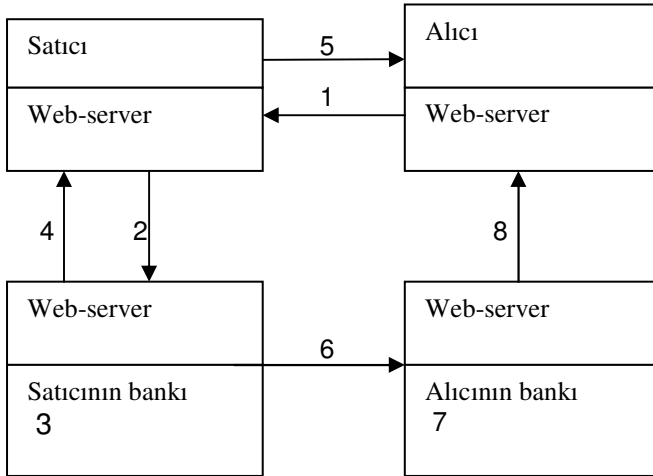 Satıcı
5
Alıcı
Web-server
1
Web-server
4
2
8
Web-server
Web-server
6
Satıcının bankı
3
Alıcının bankı
7